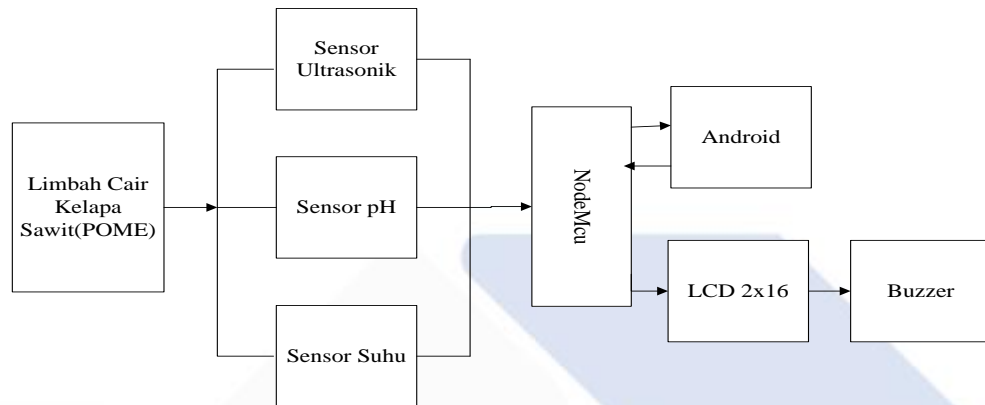 Sensor
Ultrasonik
Limbah Cair
Kelapa
Sawit(POME)
Sensor pH
Sensor Suhu
NodeMcu
Android
LCD 2x16
Buzzer